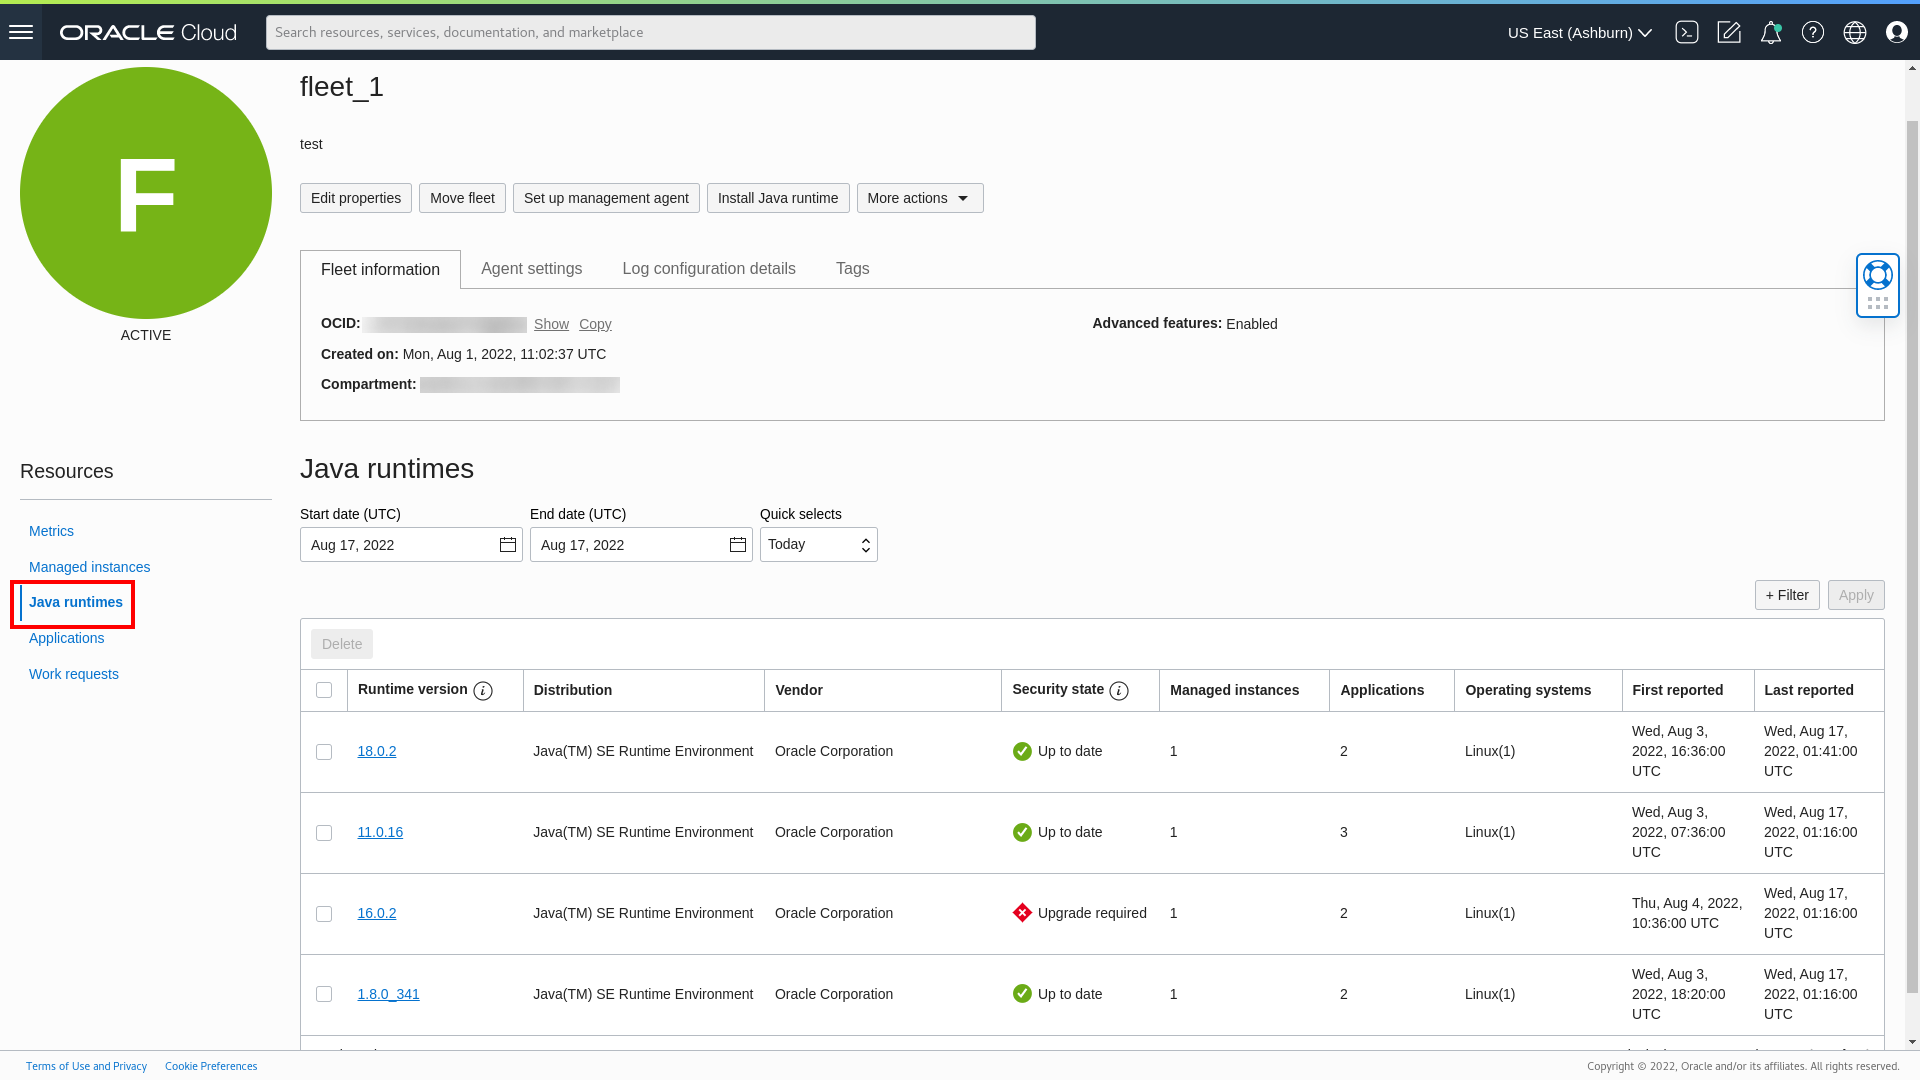 ORACLE Cloud
Search resources, services, documentation, and marketplace
US East (Ashburn)
F
ACTIVE
fleet_1
test
Edit properties Move fleet Set up management agent Install Java runtime More actions
Fleet information Agent settings Log configuration details Tags
OCID: Show Copy
Advanced features: Enabled
Created on: Mon, Aug 1, 2022, 11:02:37 UTC
Compartment:
Resources
Metrics
Managed instances
Java runtimes
Applications
Work requests
Java runtimes
Start date (UTC) End date (UTC) Quick selects
Aug 17, 2022 Aug 17, 2022 Today
+ Filter Apply
Delete
Runtime version i Distribution Vendor Security state i Managed instances Applications Operating systems First reported Last reported
18.0.2 Java(TM) SE Runtime Environment Oracle Corporation Up to date 1 2 Linux(1) Wed, Aug 3, 2022, 16:36:00 UTC Wed, Aug 17, 2022, 01:41:00 UTC
11.0.16 Java(TM) SE Runtime Environment Oracle Corporation Up to date 1 3 Linux(1) Wed, Aug 3, 2022, 07:36:00 UTC Wed, Aug 17, 2022, 01:16:00 UTC
16.0.2 Java(TM) SE Runtime Environment Oracle Corporation Upgrade required 1 2 Linux(1) Thu, Aug 4, 2022, 10:36:00 UTC Wed, Aug 17, 2022, 01:16:00 UTC
1.8.0_341 Java(TM) SE Runtime Environment Oracle Corporation Up to date 1 2 Linux(1) Wed, Aug 3, 2022, 18:20:00 UTC Wed, Aug 17, 2022, 01:16:00 UTC
Terms of Use and Privacy Cookie Preferences
Copyright © 2022, Oracle and/or its affiliates. All rights reserved.